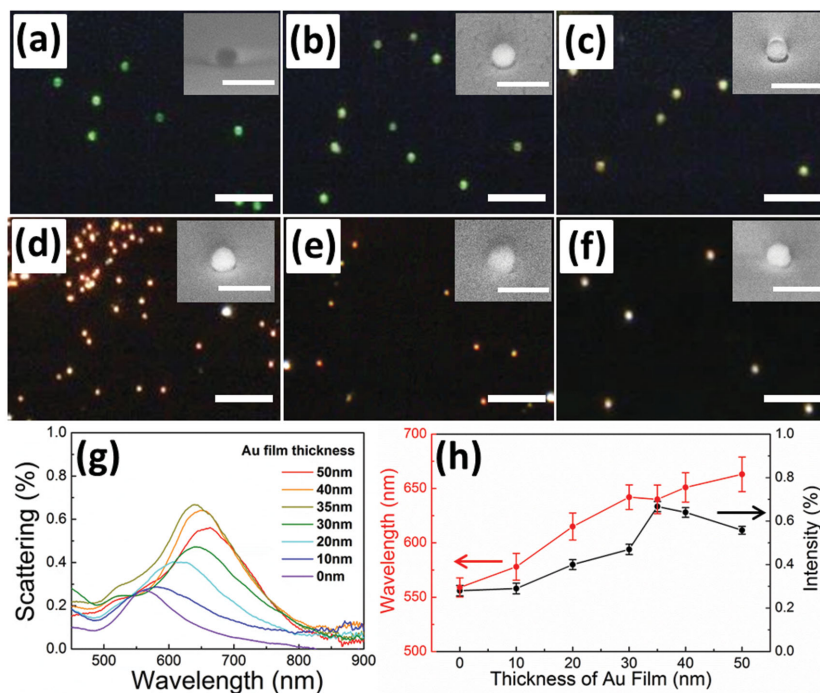 (a)
(b)
(c)
(d)
(e)
(f)
(g)
Au film thickness
50nm
40nm
35nm
30nm
20nm
10nm
0nm
Scattering (%)
1.0
0.8
0.6
0.4
0.2
0.0
500
600
700
800
900
Wavelength (nm)
(h)
Wavelength (nm)
700
650
600
550
500
1.0
0.8
0.6
0.4
0.2
0.0
Intensity (%)
0
10
20
30
40
50
Thickness of Au Film (nm)